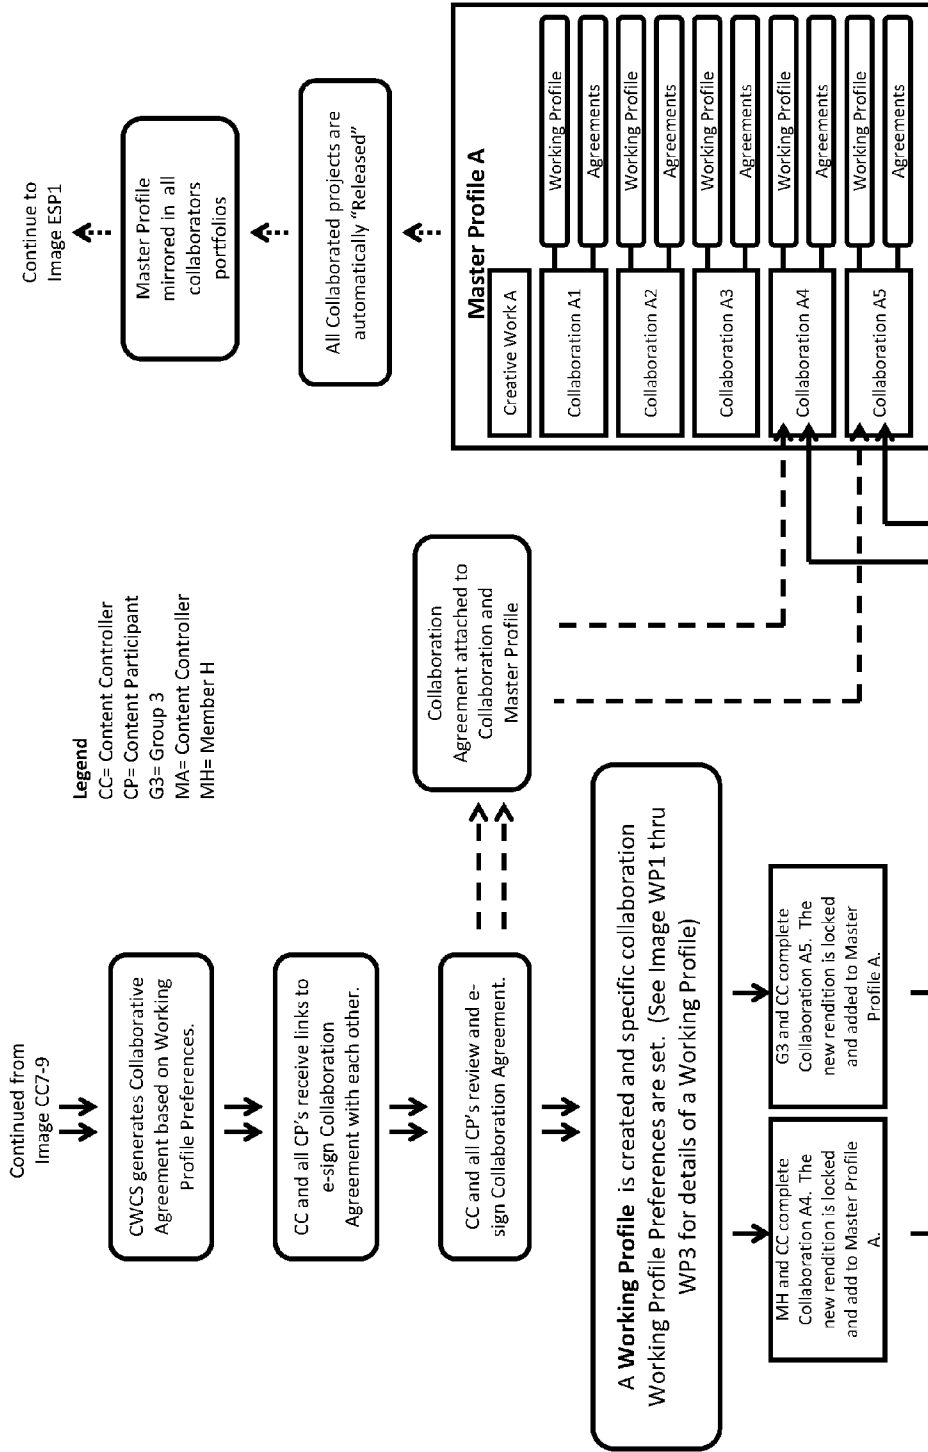 Continued from
Image CC7-9
CWCS generates Collaborative
Agreement based on Working
Profile Preferences.
CC and all CP's receive links to
e-sign Collaboration
Agreement with each other.
CC and all CP's review and e-
sign Collaboration Agreement.
A Working Profile is created and specific collaboration
Working Profile Preferences are set. (See Image WP1 thru
WP3 for details of a Working Profile)
MH and CC complete
Collaboration A4. The
new rendition is locked
and add to Master Profile
A.
G3 and CC complete
Collaboration A5. The
new rendition is locked
and added to Master
Profile A.
Legend
CC= Content Controller
CP= Content Participant
G3= Group 3
MA= Content Controller
MH= Member H
Collaboration
Agreement attached to
Collaboration and
Master Profile
Continue to
Image ESP1
Master Profile
mirrored in all
collaborators
portfolios
All Collaborated projects are
automatically “Released”
Master Profile A
Creative Work A
Collaboration A1
Working Profile
Agreements
Collaboration A2
Working Profile
Agreements
Collaboration A3
Working Profile
Agreements
Collaboration A4
Working Profile
Agreements
Collaboration A5
Working Profile
Agreements